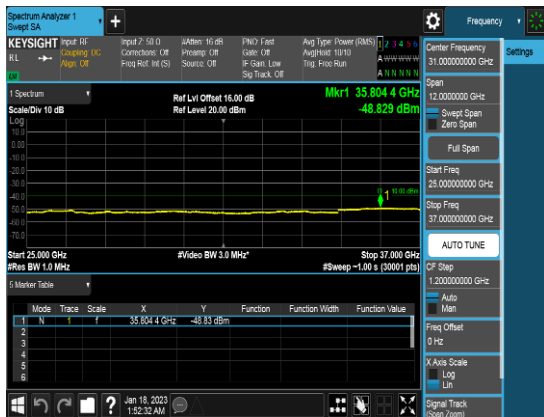 Spectrum Analyzer 1
Swept SA
Frequency
KEYSIGHT
RL
Input: RF
Coupling: DC
Align: Off
Input Z: 50 Ω
Corrections: Off
Freq Ref: Int (S)
#Atten: 16 dB
Preamp: Off
Source: Off
PNO: Fast
Gate: Off
IF Gain: Low
Sig Track: Off
Avg Type: Power (RMS)
Avg|Hold: 10/10
Trig: Free Run
1 2 3 4 5 6
A W W W W W
A N N N N N
Center Frequency
31.000000000 GHz
Settings
Span
12.0000000 GHz
Swept Span
Zero Span
Full Span
Start Freq
25.000000000 GHz
Stop Freq
37.000000000 GHz
AUTO TUNE
CF Step
1.200000000 GHz
Auto
Man
Freq Offset
0 Hz
X Axis Scale
Log
Lin
Signal Track
(Span Zoom)
1 Spectrum
Scale/Div 10 dB
Ref Lvl Offset 16.00 dB
Ref Level 20.00 dBm
Mkr1 35.804 4 GHz
-48.829 dBm
Log
10.0
0.00
-10.0
-20.0
-30.0
-40.0
-50.0
-60.0
-70.0
1
Start 25.000 GHz
#Res BW 1.0 MHz
#Video BW 3.0 MHz*
Stop 37.000 GHz
#Sweep ~1.00 s (30001 pts)
5 Marker Table
Mode Trace Scale X Y Function Function Width Function Value
1 N 1 f 35.804 4 GHz -48.83 dBm
2
3
4
5
6
?
Jan 18, 2023
1:52:32 AM